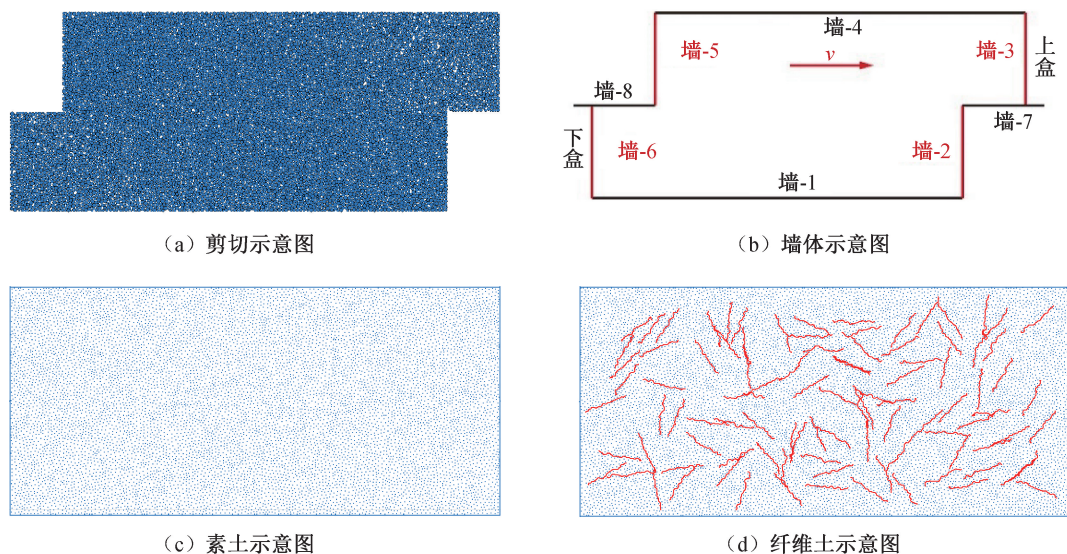 墙-4
墙-5
v
墙-3
上盒
墙-8
墙-7
下盒
墙-6
墙-2
墙-1
（a）剪切示意图
（b）墙体示意图
（c）素土示意图
（d）纤维土示意图